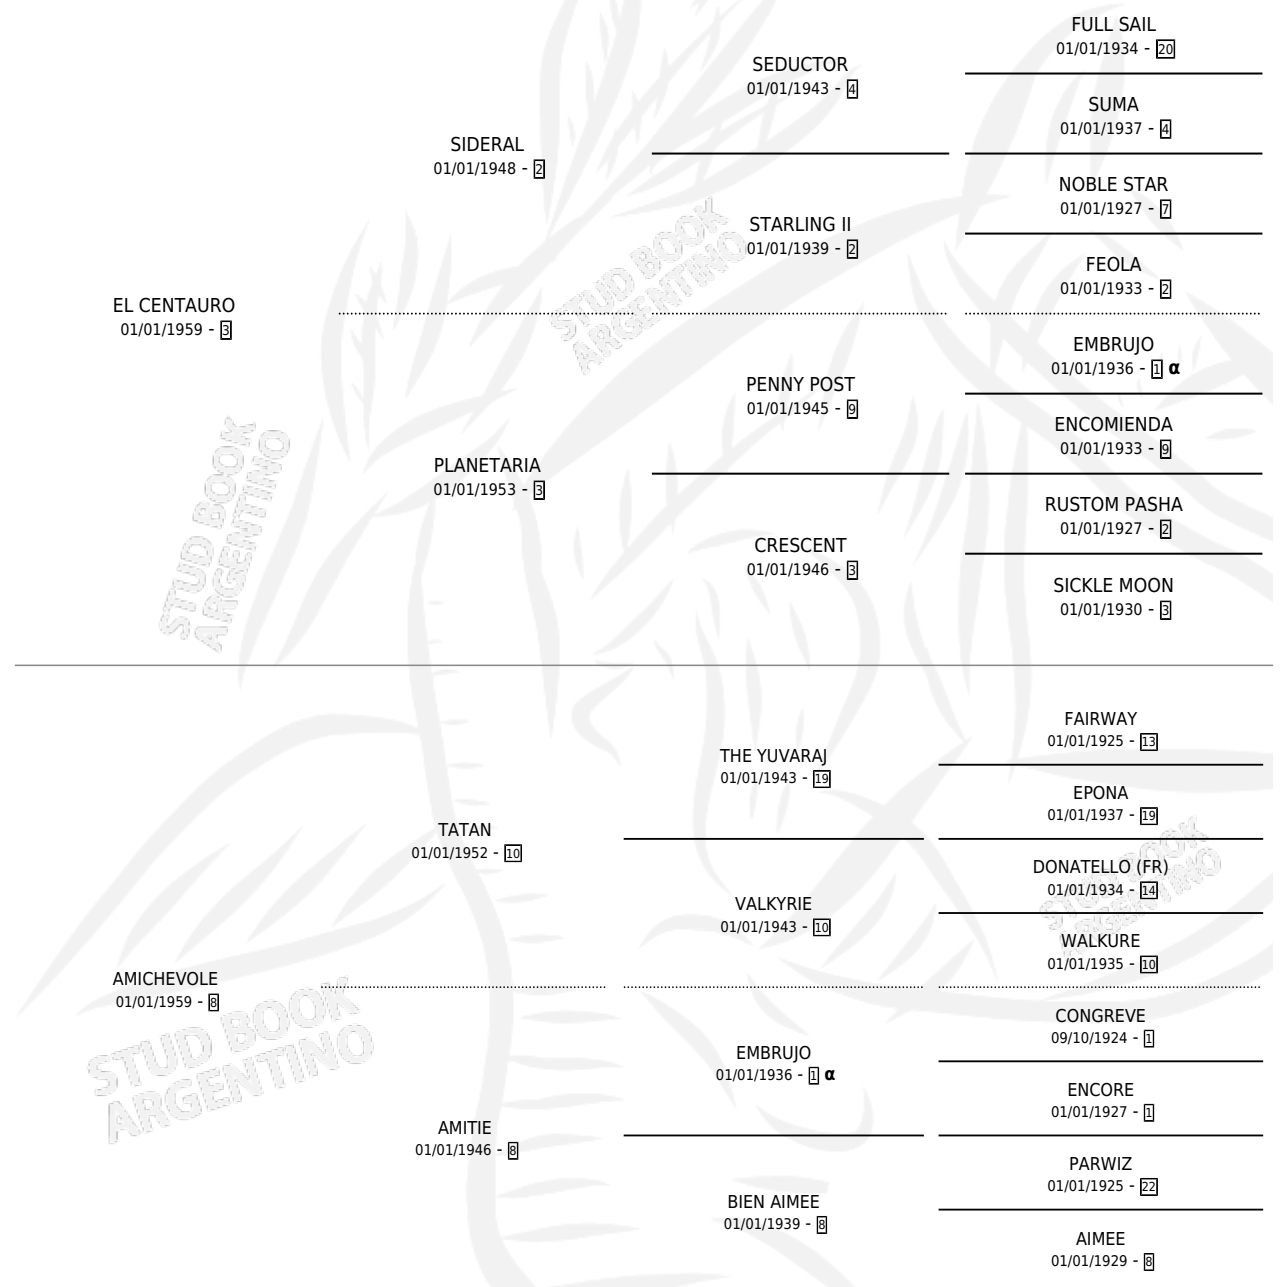 FULL SAIL
01/01/1934 - 20
SEDUCTOR
01/01/1943 - 4
SUMA
01/01/1937 - 4
SIDERAL
01/01/1948 - 2
NOBLE STAR
01/01/1927 - 7
STARLING II
01/01/1939 - 2
FEOLA
01/01/1933 - 2
EL CENTAURO
01/01/1959 - 3
EMBRUJO
01/01/1936 - 1 α
PENNY POST
01/01/1945 - 9
ENCOMIENDA
01/01/1933 - 9
PLANETARIA
01/01/1953 - 3
RUSTOM PASHA
01/01/1927 - 2
CRESCENT
01/01/1946 - 3
SICKLE MOON
01/01/1930 - 3
FAIRWAY
01/01/1925 - 13
THE YUVARAJ
01/01/1943 - 19
EPONA
01/01/1937 - 19
TATAN
01/01/1952 - 10
DONATELLO (FR)
01/01/1934 - 14
VALKYRIE
01/01/1943 - 10
WALKURE
01/01/1935 - 10
AMICHEVOLE
01/01/1959 - 8
CONGREVE
09/10/1924 - 1
EMBRUJO
01/01/1936 - 1 α
ENCORE
01/01/1927 - 1
AMITIE
01/01/1946 - 8
PARWIZ
01/01/1925 - 22
BIEN AIMEE
01/01/1939 - 8
AIMEE
01/01/1929 - 8
STUD BOOK
ARGENTINO
STUD BOOK
ARGENTINO
STUD BOOK
ARGENTINO
STUD BOOK
ARGENTINO